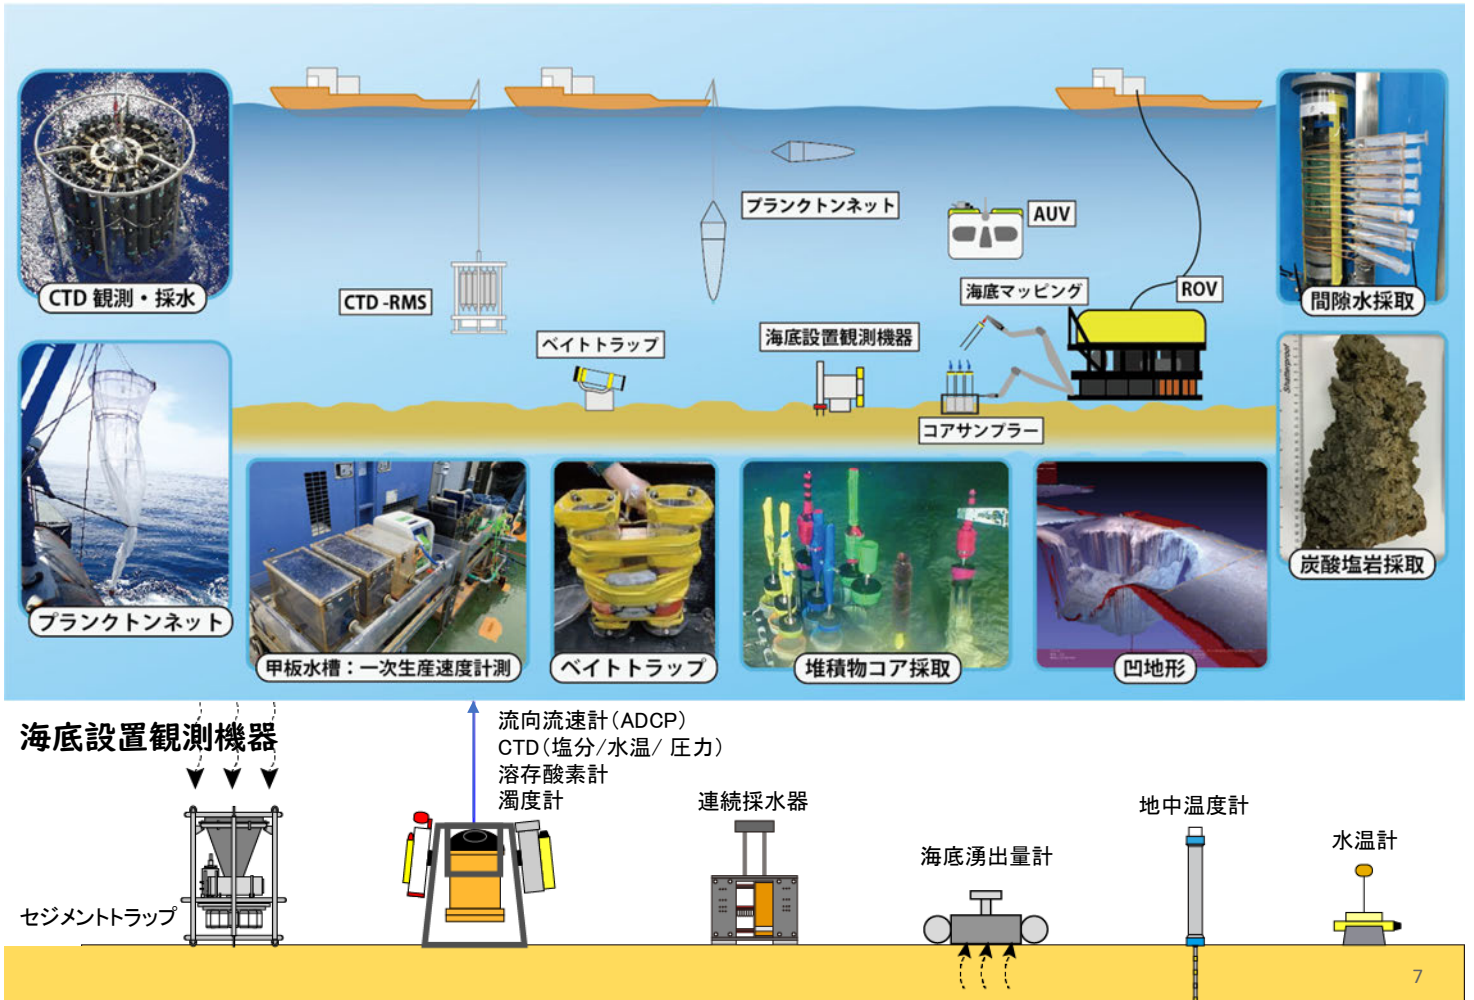 CTD 観測・採水
プランクトンネット
AUV
CTD -RMS
海底マッピング
ROV
間隙水採取
ベイトトラップ
海底設置観測機器
コアサンプラー
Shatterproof
プランクトンネット
甲板水槽：一次生産速度計測
ベイトトラップ
堆積物コア採取
凹地形
炭酸塩岩採取
海底設置観測機器
流向流速計（ADCP）
CTD（塩分/水温/ 圧力）
溶存酸素計
濁度計
連続採水器
地中温度計
海底湧出量計
水温計
セジメントトラップ
7